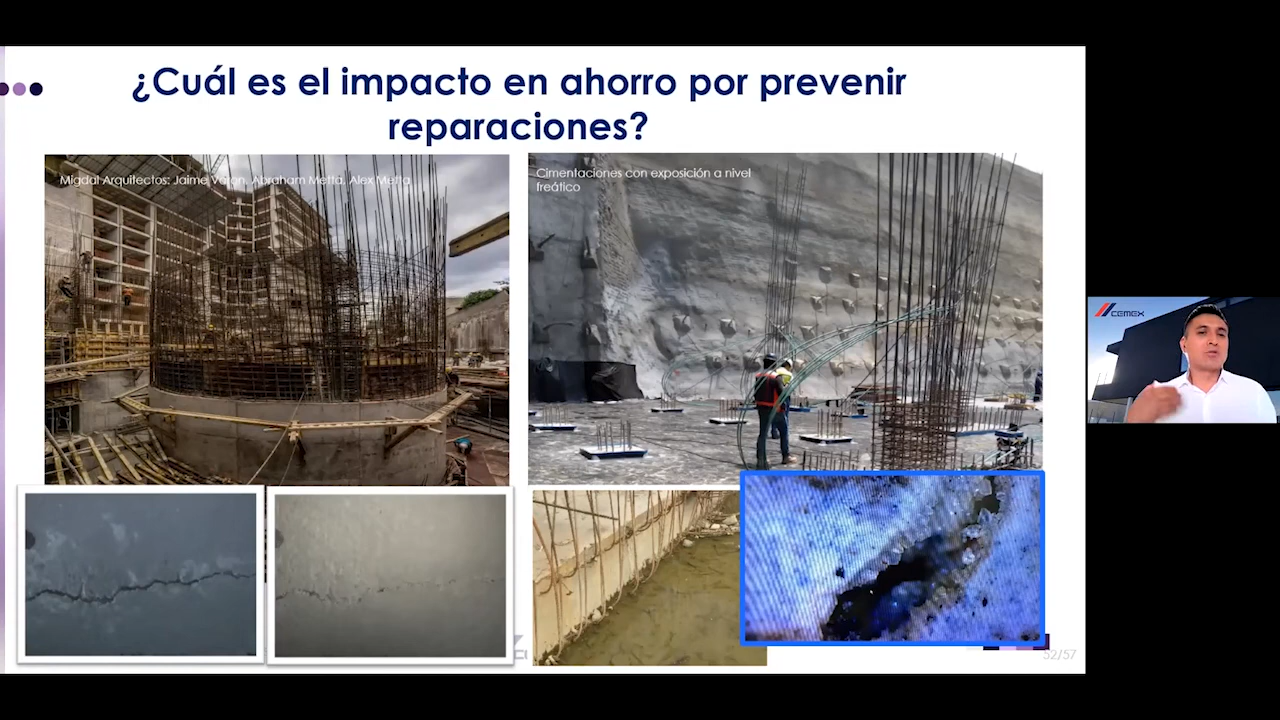 ¿Cuál es el impacto en ahorro por prevenir
reparaciones?
Migdal Arquitectos: Jaime Varon, Abraham Metta, Alex Metta
Cimentaciones con exposición a nivel
freático
CEMEX
52/57